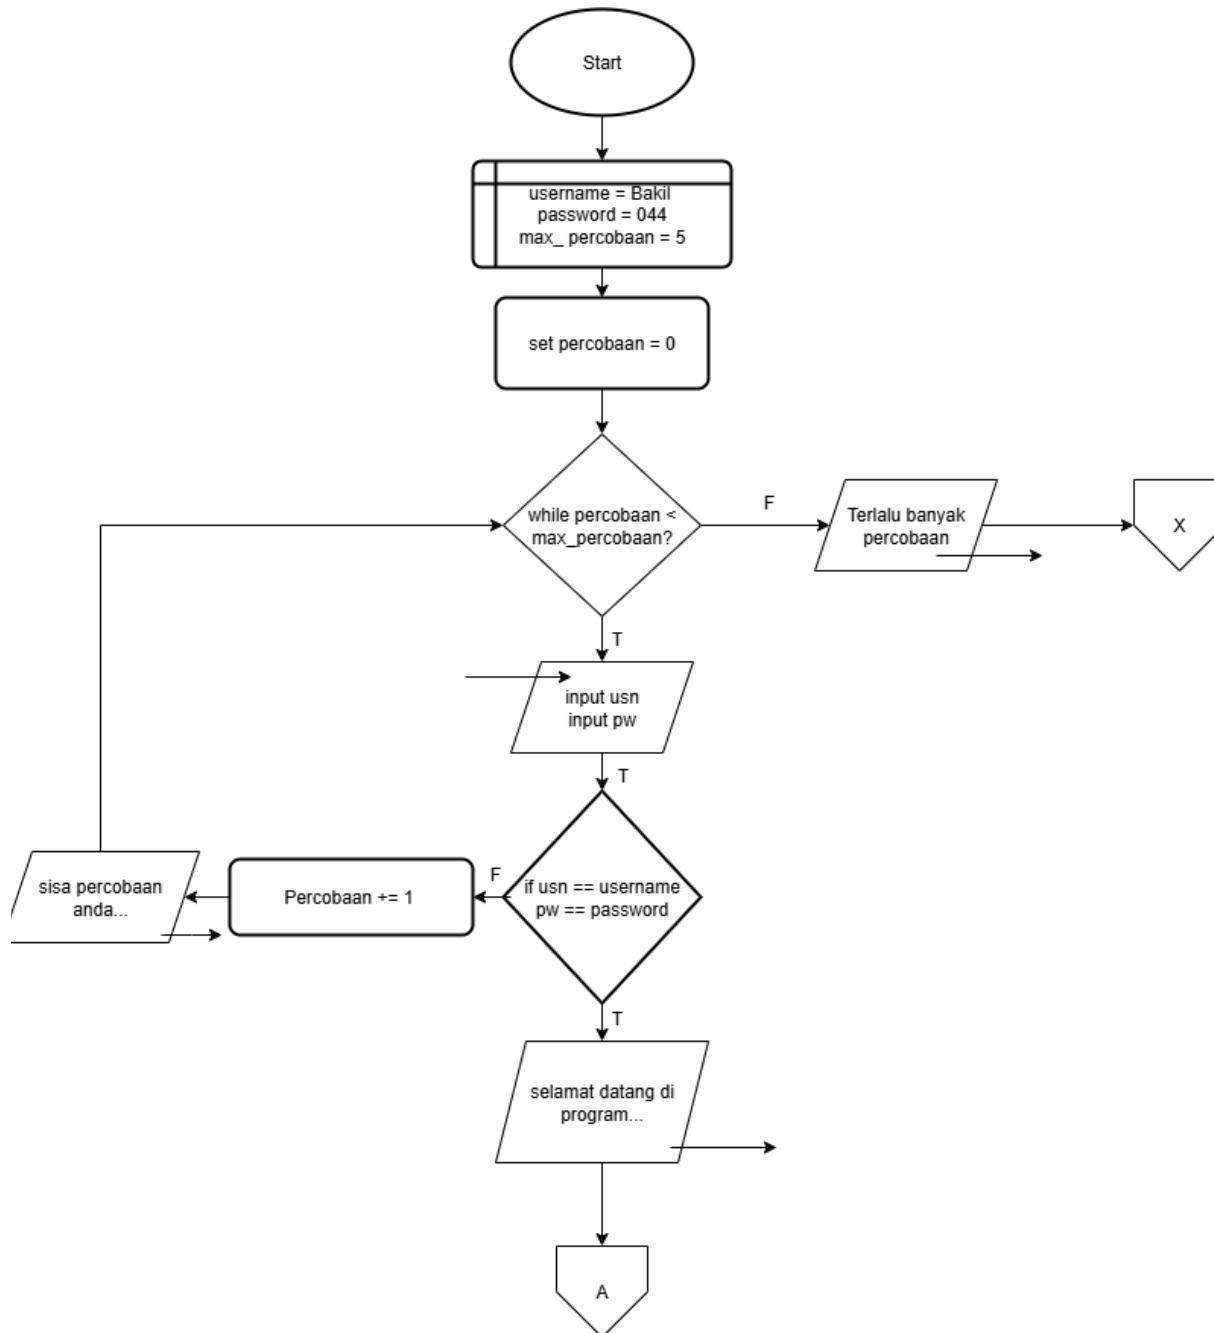 Start
username = Bakil
password = 044
max_ percobaan = 5
set percobaan = 0
while percobaan <
max_percobaan?
F
Terlalu banyak
percobaan
X
T
input usn
input pw
T
if usn == username
pw == password
F
Percobaan += 1
sisa percobaan
anda...
T
selamat datang di
program...
A